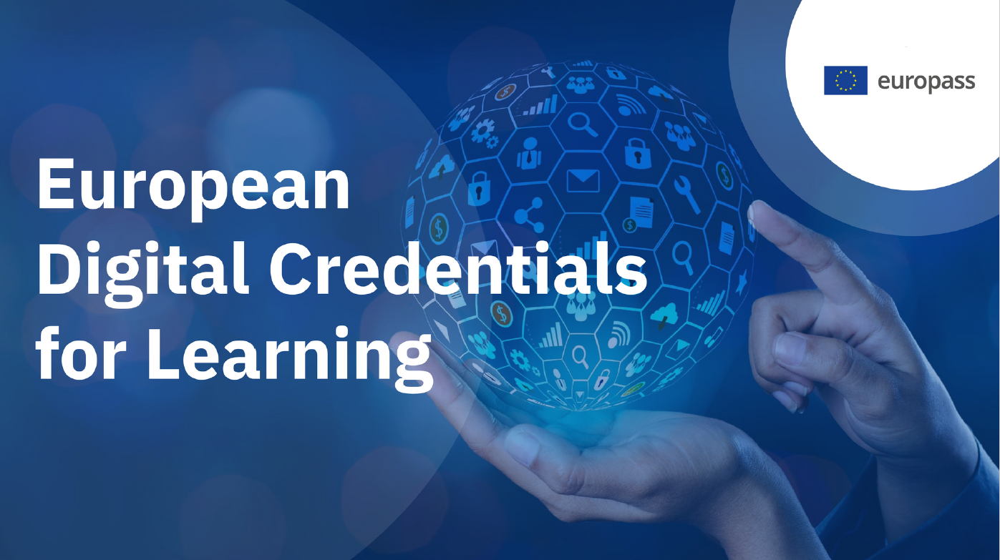 europass
European
Digital Credentials
for Learning